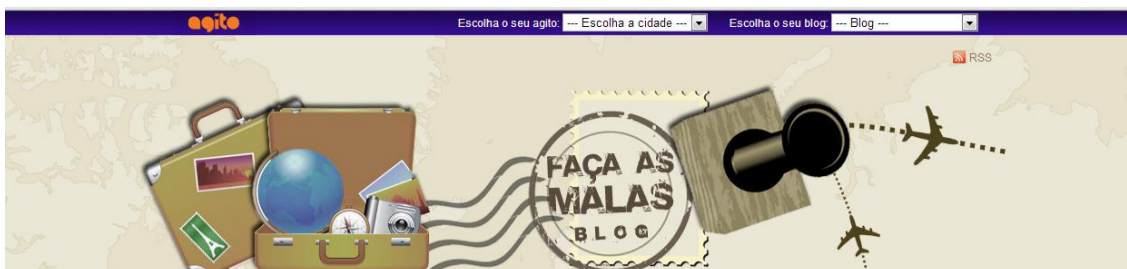 agito
Escolha o seu agito: --- Escolha a cidade --- Escolha o seu blog: --- Blog ---
RSS
FAÇA AS
MALAS
BLOG